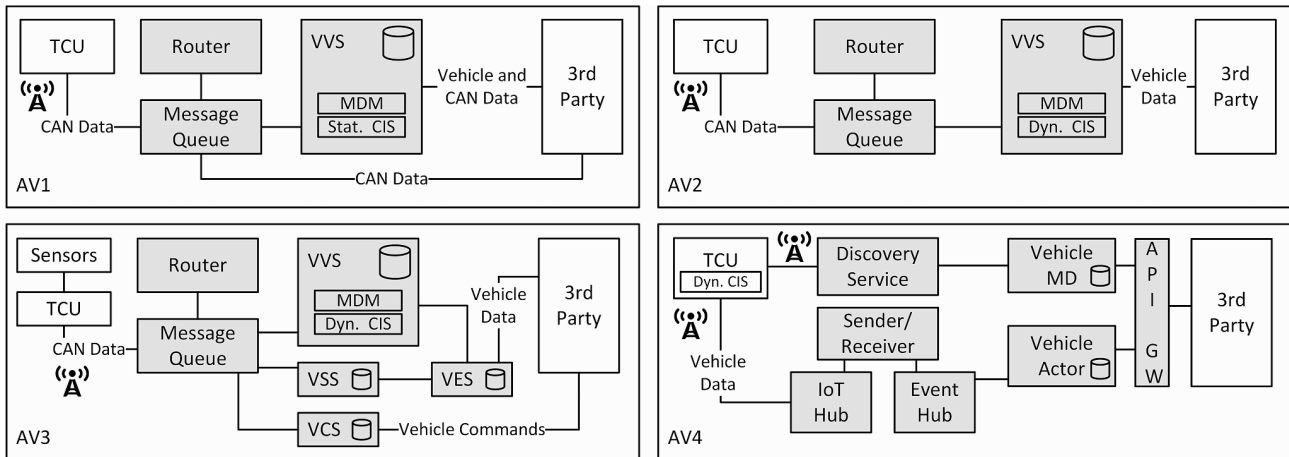 TCU
Router
VVS
MDM
Stat. CIS
Message
Queue
CAN Data
Vehicle and
CAN Data
3rd
Party
CAN Data
AV1
TCU
Router
VVS
MDM
Dyn. CIS
Message
Queue
CAN Data
Vehicle
Data
3rd
Party
AV2
Sensors
TCU
Router
VVS
MDM
Dyn. CIS
Message
Queue
CAN Data
VSS
VES
VCS
Vehicle
Data
3rd
Party
Vehicle Commands
AV3
TCU
Dyn. CIS
Discovery
Service
Vehicle
MD
A
P
I
G
W
3rd
Party
Sender/
Receiver
Vehicle
Actor
Vehicle
Data
IoT
Hub
Event
Hub
AV4